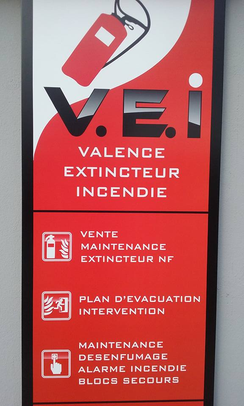 V.E.i
VALENCE
EXTINCTEUR
INCENDIE
VENTE
MAINTENANCE
EXTINCTEUR NF
PLAN D'EVACUATION
INTERVENTION
MAINTENANCE
DESENFUMAGE
ALARME INCENDIE
BLOCS SECOURS